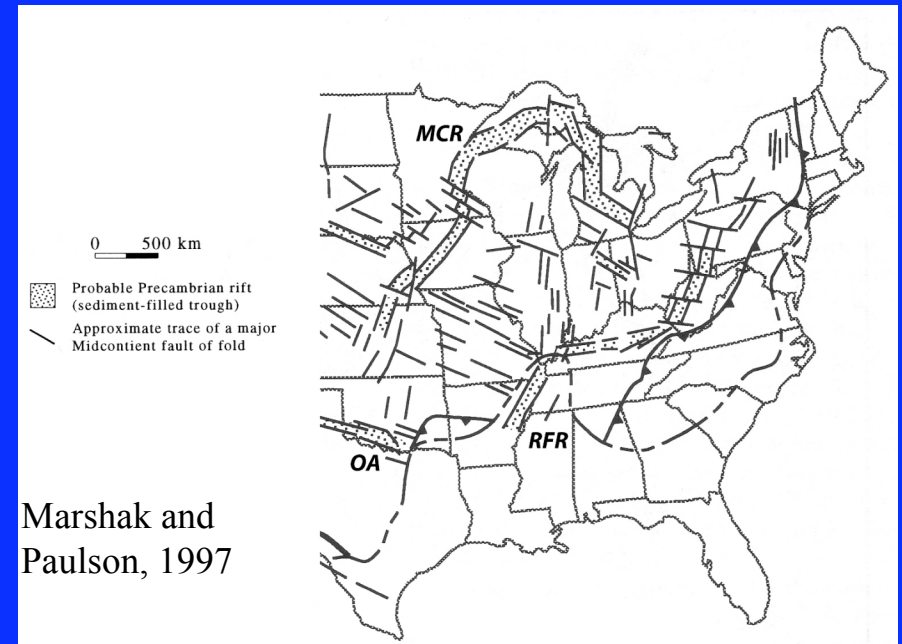 MCR
0 500 km
Probable Precambrian rift
(sediment-filled trough)
Approximate trace of a major
Midcontient fault of fold
RFR
OA
Marshak and
Paulson, 1997